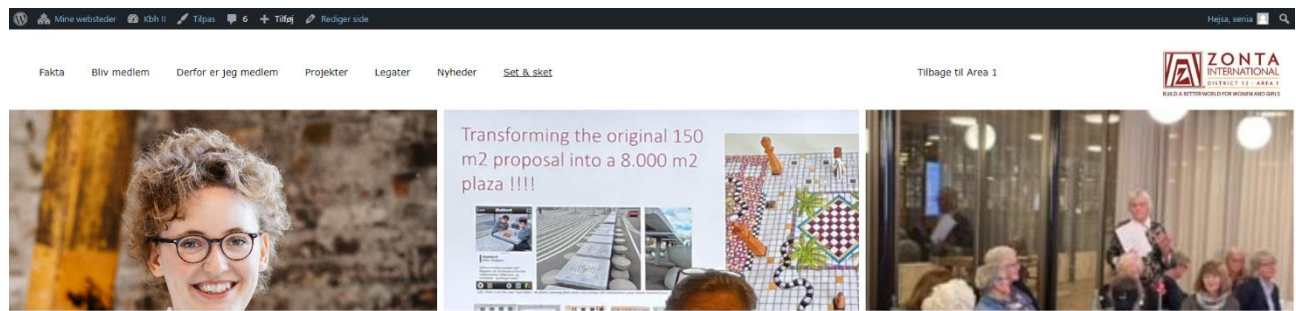 Mine websteder Kbh II Tilpas 6 Tilføj Rediger side Hejsa, xenia
Fakta Bliv medlem Derfor er jeg medlem Projekter Legater Nyheder Set & sket Tilbage til Area 1
ZONTA
INTERNATIONAL
DISTRICT 13 - AREA 1
BUILD A BETTER WORLD FOR WOMEN AND GIRLS
Transforming the original 150
m2 proposal into a 8.000 m2
plaza !!!!